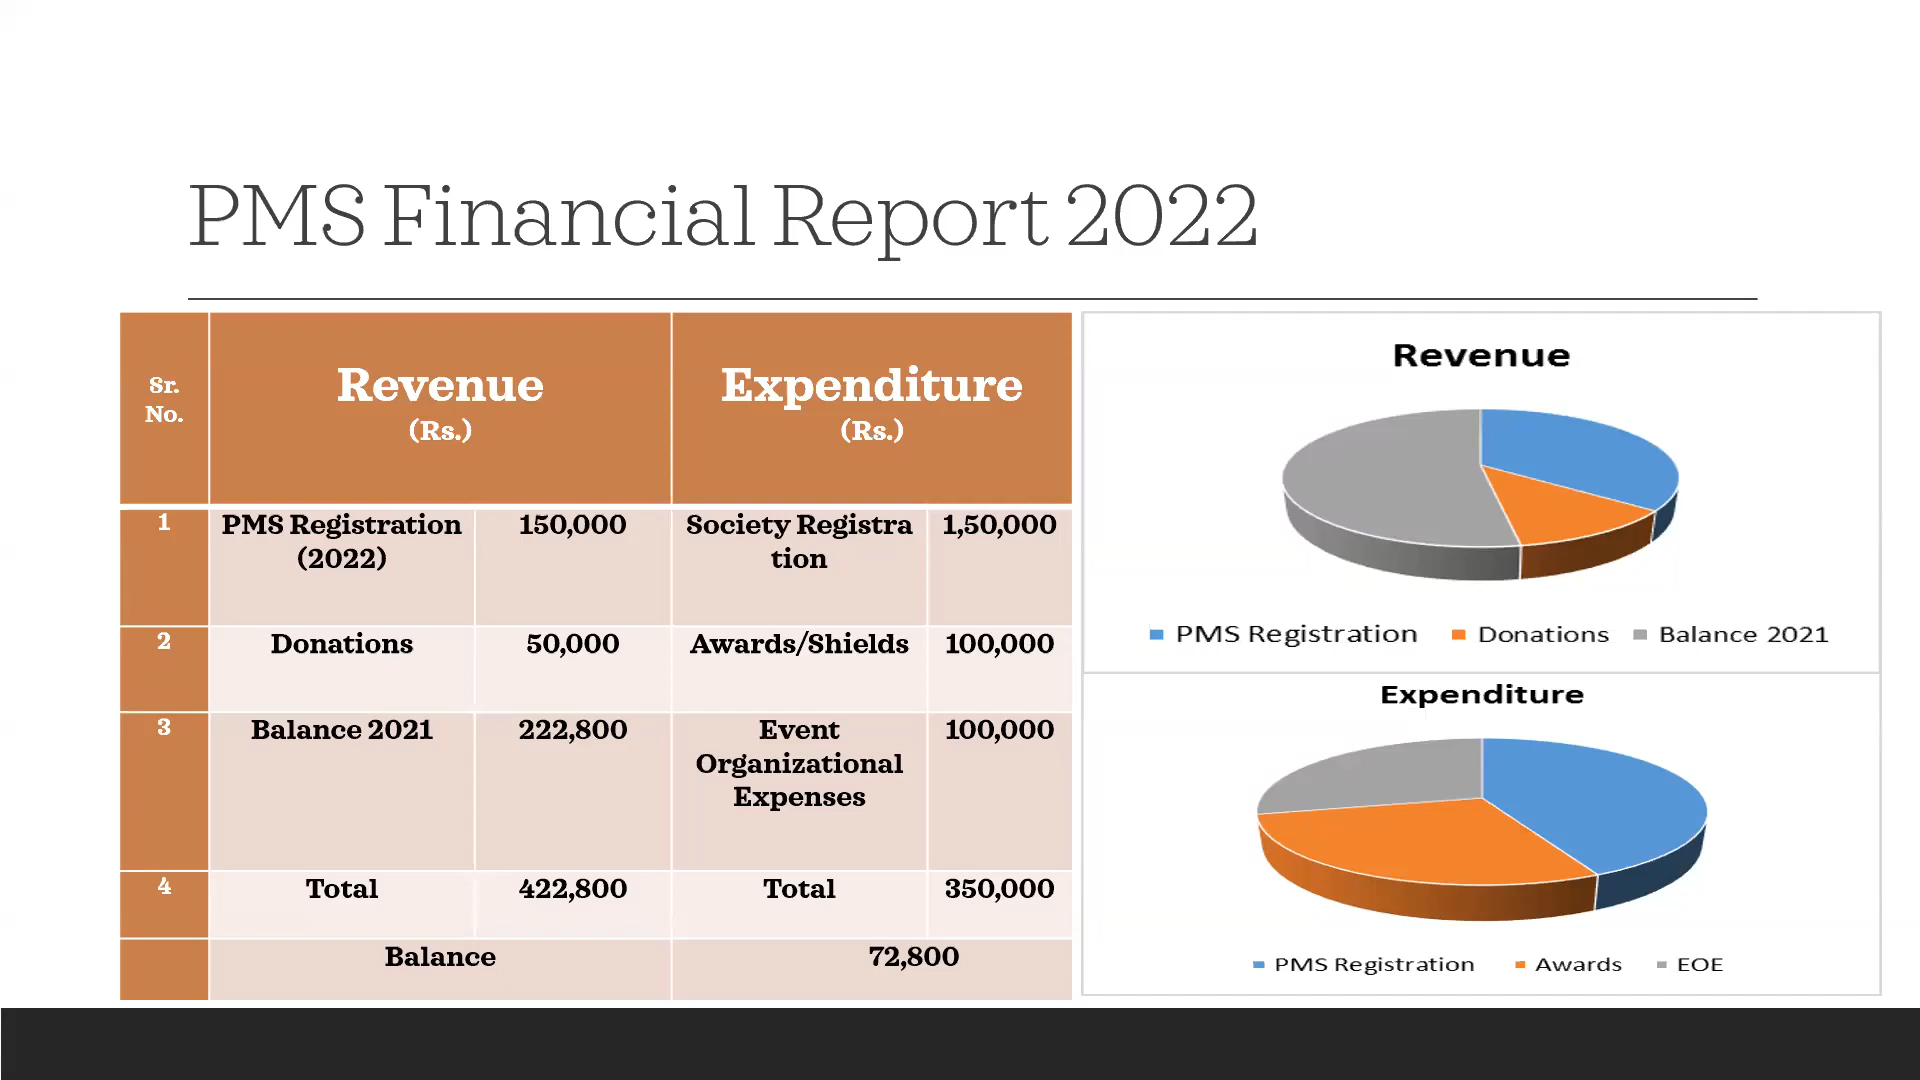 PMS Financial Report 2022
Sr.
No.
Revenue
(Rs.)
Expenditure
(Rs.)
1
PMS Registration
(2022)
150,000
Society Registra
tion
1,50,000
2
Donations
50,000
Awards/Shields
100,000
3
Balance 2021
222,800
Event
Organizational
Expenses
100,000
4
Total
422,800
Total
350,000
Balance
72,800
Revenue
PMS Registration
Donations
Balance 2021
Expenditure
PMS Registration
Awards
EOE